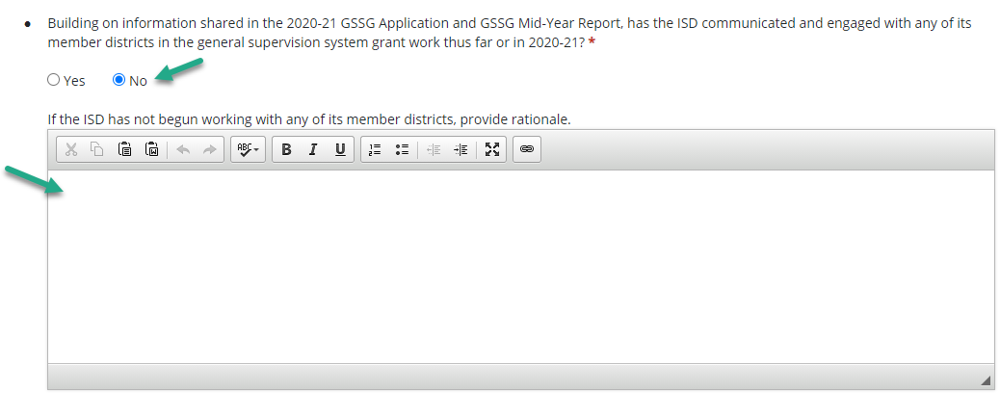 • Building on information shared in the 2020-21 GSSG Application and GSSG Mid-Year Report, has the ISD communicated and engaged with any of its
member districts in the general supervision system grant work thus far or in 2020-21? *
Yes No
If the ISD has not begun working with any of its member districts, provide rationale.
ABC B I U